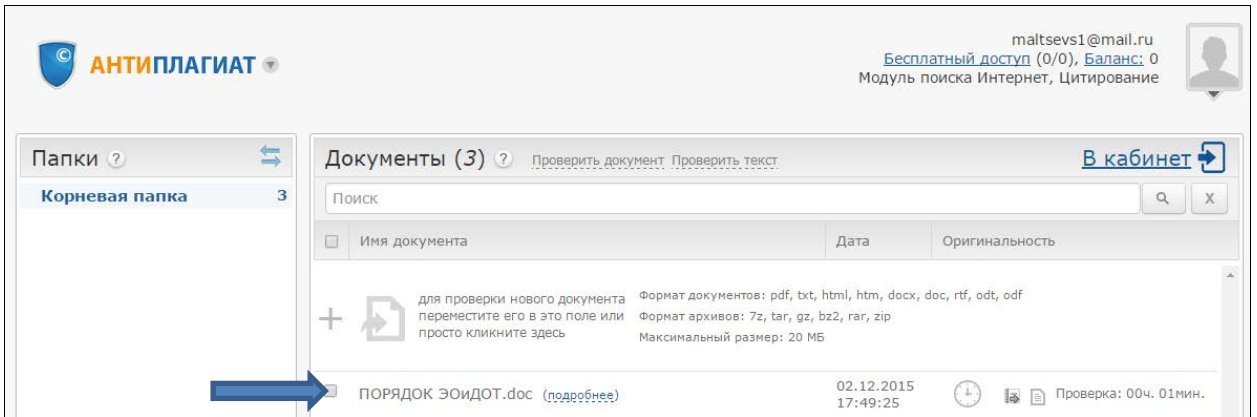 maltsevs1@mail.ru
Бесплатный доступ (0/0), Баланс: 0
Модуль поиска Интернет, Цитирование
©
АНТИПЛАГИАТ
Папки ?
Корневая папка 3
Документы (3) ? Проверить документ Проверить текст В кабинет
Поиск X
Имя документа Дата Оригинальность
для проверки нового документа
переместите его в это поле или
просто кликните здесь
Формат документов: pdf, txt, html, htm, docx, doc, rtf, odt, odf
Формат архивов: 7z, tar, gz, bz2, rar, zip
Максимальный размер: 20 МБ
ПОРЯДОК ЭОиДОТ.doc (подробнее)
02.12.2015
17:49:25
Проверка: 00ч. 01мин.